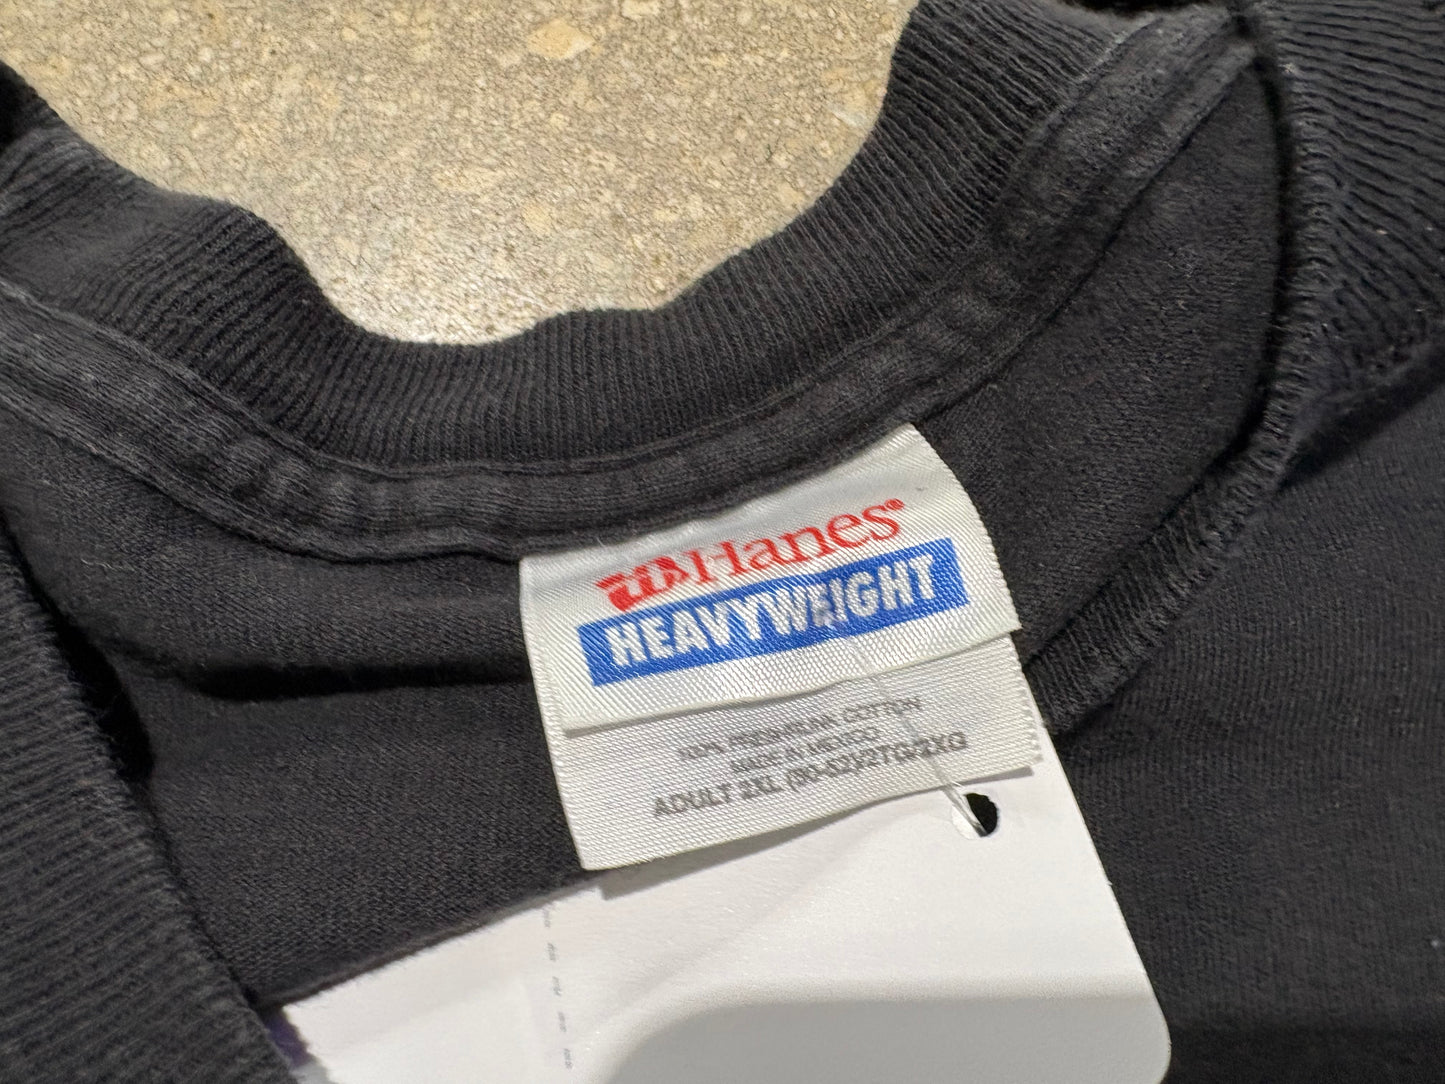 Hanes®
HEAVYWEIGHT
100% PRESHRUNK COTTON
MADE IN MEXICO
ADULT 2XL (50-52)/2TG/2XG